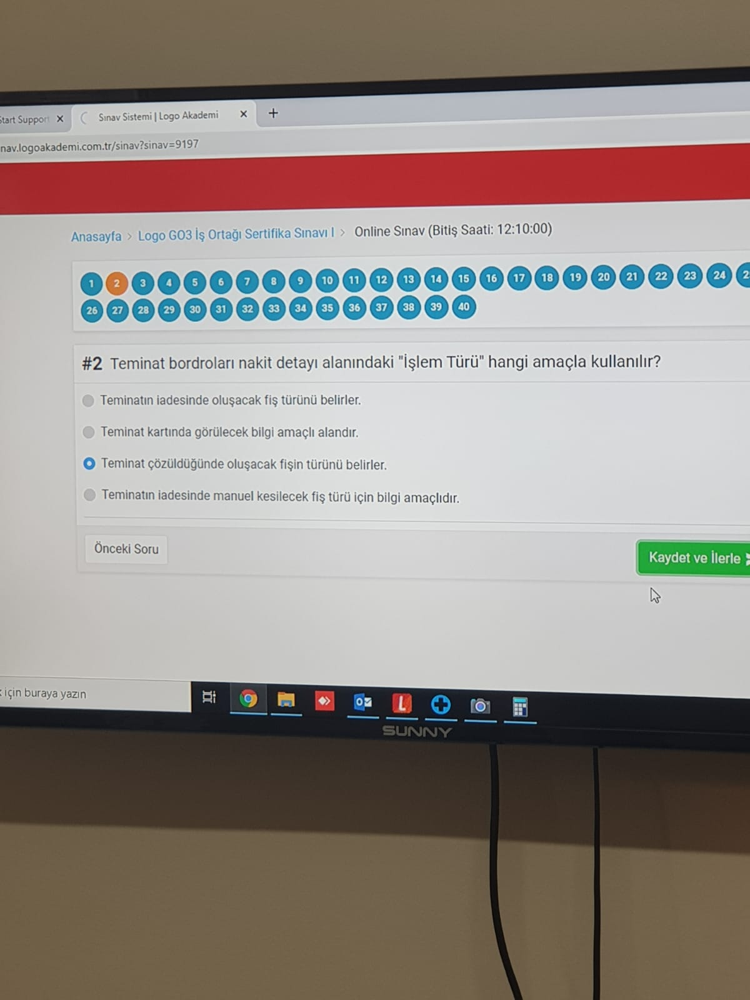 Start Support
Sınav Sistemi | Logo Akademi
nav.logoakademi.com.tr/sinav?sinav=9197
Anasayfa > Logo GO3 İş Ortağı Sertifika Sınavı I > Online Sınav (Bitiş Saati: 12:10:00)
1 2 3 4 5 6 7 8 9 10 11 12 13 14 15 16 17 18 19 20 21 22 23 24
26 27 28 29 30 31 32 33 34 35 36 37 38 39 40
#2 Teminat bordroları nakit detayı alanındaki "İşlem Türü" hangi amaçla kullanılır?
Teminatın iadesinde oluşacak fiş türünü belirler.
Teminat kartında görülecek bilgi amaçlı alandır.
Teminat çözüldüğünde oluşacak fişin türünü belirler.
Teminatın iadesinde manuel kesilecek fiş türü için bilgi amaçlıdır.
Önceki Soru
Kaydet ve İlerle
için buraya yazın
SUNNY